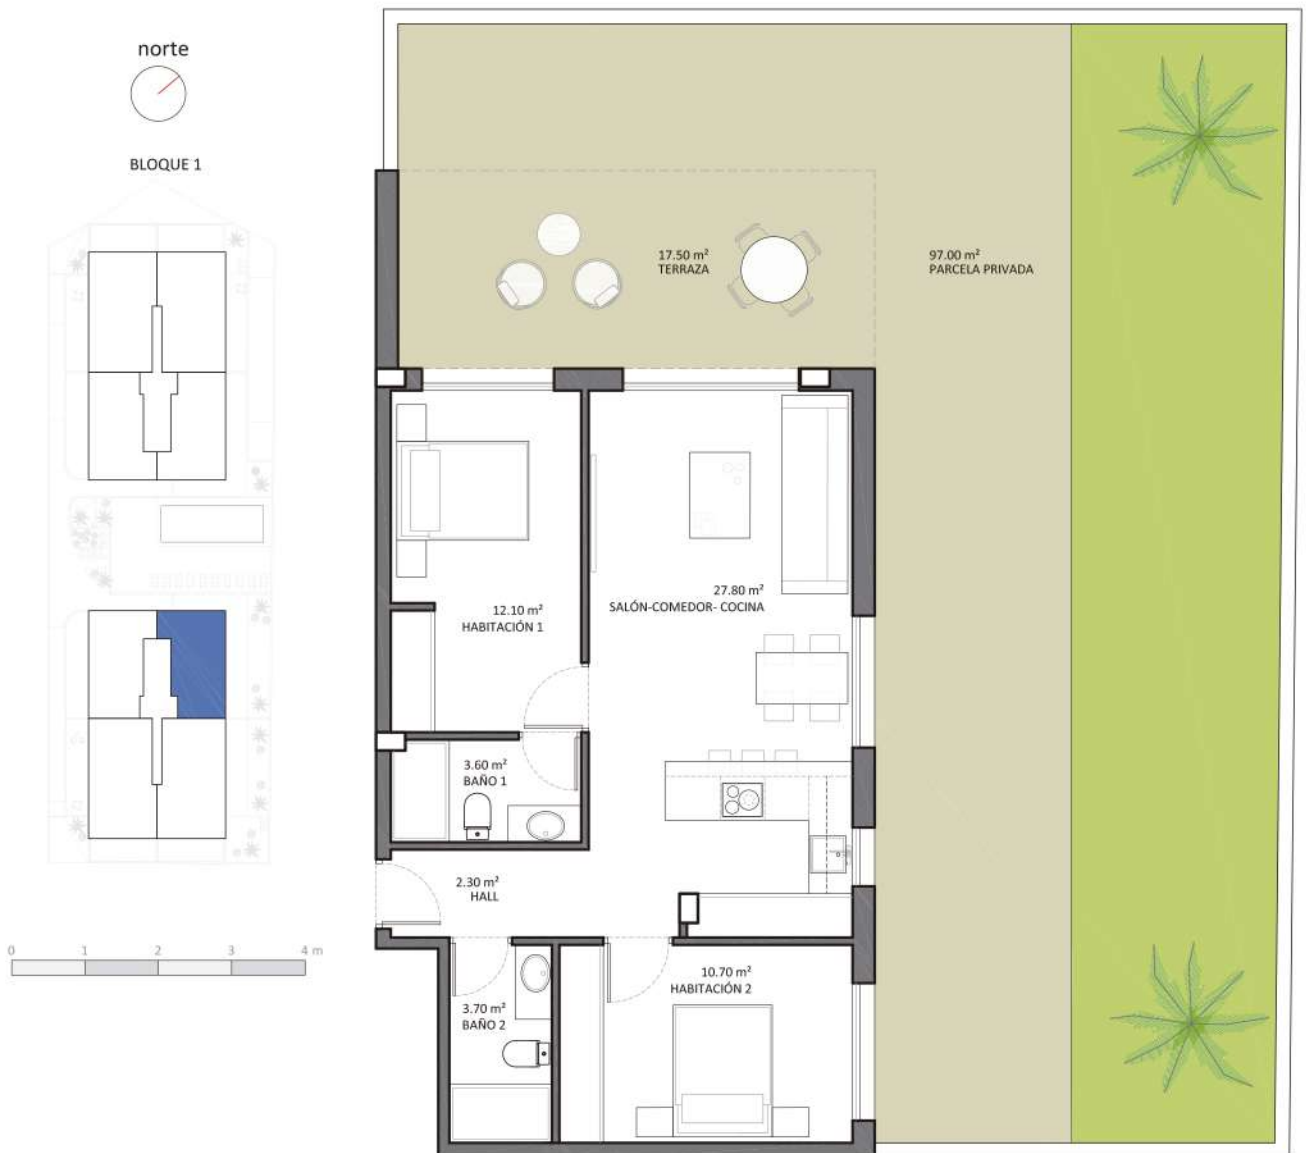 norte
BLOQUE 1
17.50 m²
TERRAZA
97.00 m²
PARCELA PRIVADA
12.10 m²
HABITACIÓN 1
27.80 m²
SALÓN-COMEDOR- COCINA
3.60 m²
BAÑO 1
2.30 m²
HALL
10.70 m²
HABITACIÓN 2
3.70 m²
BAÑO 2
0 1 2 3 4 m